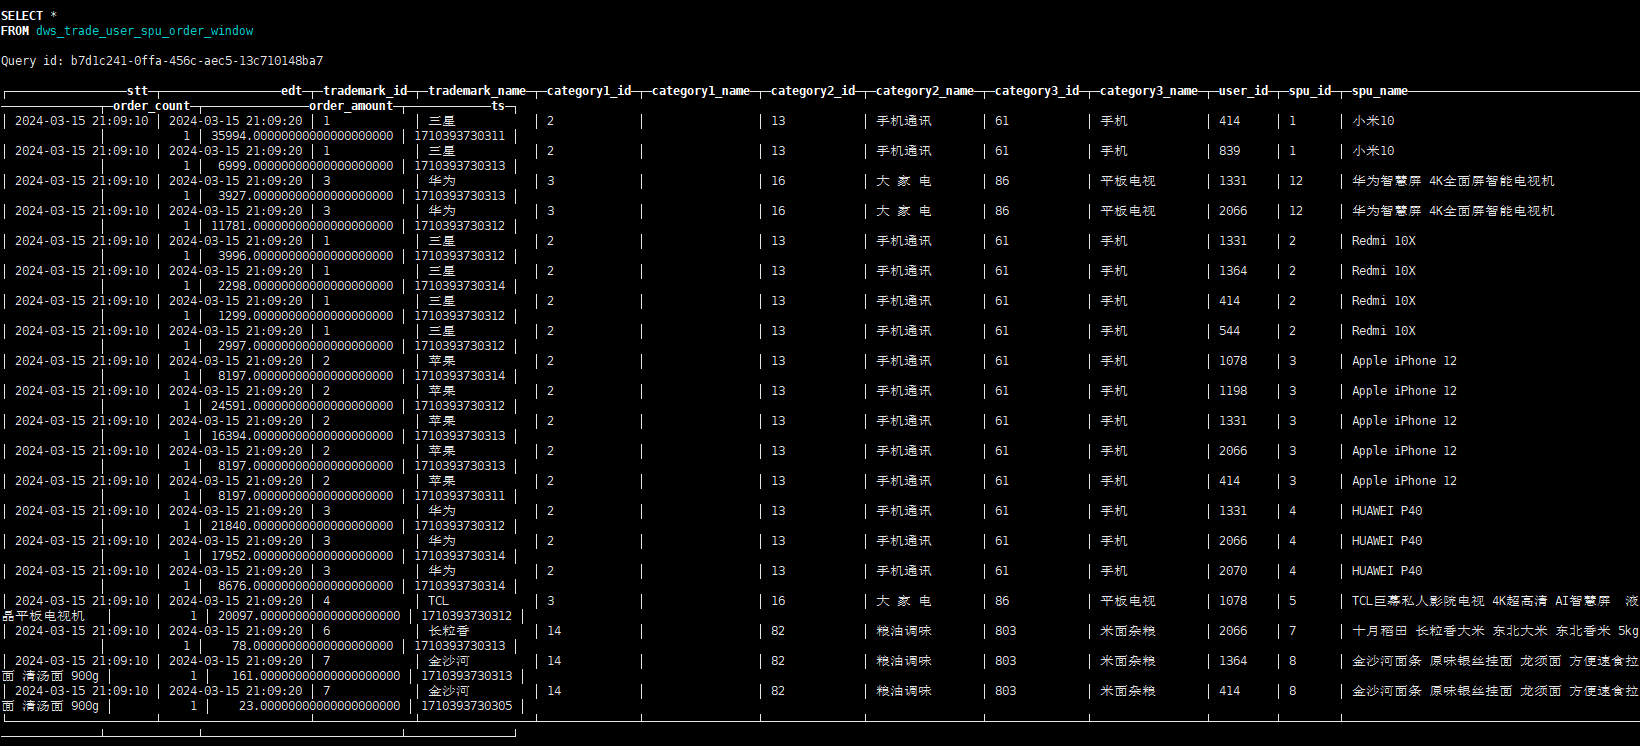 SELECT *
FROM dws_trade_user_spu_order_window
Query id: b7d1c241-0ffa-456c-aec5-13c710148ba7
stt edt trademark_id trademark_name category1_id category1_name category2_id category2_name category3_id category3_name user_id spu_id spu_name
order_count order_amount ts
2024-03-15 21:09:10 2024-03-15 21:09:20 1 三星 2 13 手机通讯 61 手机 414 1 小米10
1 35994.00000000000000000000 1710393730311
2024-03-15 21:09:10 2024-03-15 21:09:20 1 三星 2 13 手机通讯 61 手机 839 1 小米10
1 6999.00000000000000000000 1710393730313
2024-03-15 21:09:10 2024-03-15 21:09:20 3 华为 3 16 大 家 电 86 平板电视 1331 12 华为智慧屏 4K全面屏智能电视机
1 3927.00000000000000000000 1710393730313
2024-03-15 21:09:10 2024-03-15 21:09:20 3 华为 3 16 大 家 电 86 平板电视 2066 12 华为智慧屏 4K全面屏智能电视机
1 11781.00000000000000000000 1710393730312
2024-03-15 21:09:10 2024-03-15 21:09:20 1 三星 2 13 手机通讯 61 手机 1331 2 Redmi 10X
1 3996.00000000000000000000 1710393730312
2024-03-15 21:09:10 2024-03-15 21:09:20 1 三星 2 13 手机通讯 61 手机 1364 2 Redmi 10X
1 2298.00000000000000000000 1710393730314
2024-03-15 21:09:10 2024-03-15 21:09:20 1 三星 2 13 手机通讯 61 手机 414 2 Redmi 10X
1 1299.00000000000000000000 1710393730312
2024-03-15 21:09:10 2024-03-15 21:09:20 1 三星 2 13 手机通讯 61 手机 544 2 Redmi 10X
1 2997.00000000000000000000 1710393730312
2024-03-15 21:09:10 2024-03-15 21:09:20 2 苹果 2 13 手机通讯 61 手机 1078 3 Apple iPhone 12
1 8197.00000000000000000000 1710393730314
2024-03-15 21:09:10 2024-03-15 21:09:20 2 苹果 2 13 手机通讯 61 手机 1198 3 Apple iPhone 12
1 24591.00000000000000000000 1710393730312
2024-03-15 21:09:10 2024-03-15 21:09:20 2 苹果 2 13 手机通讯 61 手机 1331 3 Apple iPhone 12
1 16394.00000000000000000000 1710393730313
2024-03-15 21:09:10 2024-03-15 21:09:20 2 苹果 2 13 手机通讯 61 手机 2066 3 Apple iPhone 12
1 8197.00000000000000000000 1710393730313
2024-03-15 21:09:10 2024-03-15 21:09:20 2 苹果 2 13 手机通讯 61 手机 414 3 Apple iPhone 12
1 8197.00000000000000000000 1710393730311
2024-03-15 21:09:10 2024-03-15 21:09:20 3 华为 2 13 手机通讯 61 手机 1331 4 HUAWEI P40
1 21840.00000000000000000000 1710393730312
2024-03-15 21:09:10 2024-03-15 21:09:20 3 华为 2 13 手机通讯 61 手机 2066 4 HUAWEI P40
1 17952.00000000000000000000 1710393730314
2024-03-15 21:09:10 2024-03-15 21:09:20 3 华为 2 13 手机通讯 61 手机 2070 4 HUAWEI P40
1 8676.00000000000000000000 1710393730314
2024-03-15 21:09:10 2024-03-15 21:09:20 4 TCL 3 16 大 家 电 86 平板电视 1078 5 TCL巨幕私人影院电视 4K超高清 AI智慧屏 液
晶平板电视机 1 20097.00000000000000000000 1710393730312
2024-03-15 21:09:10 2024-03-15 21:09:20 6 长粒香 14 82 粮油调味 803 米面杂粮 2066 7 十月稻田 长粒香大米 东北大米 东北香米 5kg
1 78.00000000000000000000 1710393730313
2024-03-15 21:09:10 2024-03-15 21:09:20 7 金沙河 14 82 粮油调味 803 米面杂粮 1364 8 金沙河面条 原味银丝挂面 龙须面 方便速食拉
面 清汤面 900g 1 161.00000000000000000000 1710393730313
2024-03-15 21:09:10 2024-03-15 21:09:20 7 金沙河 14 82 粮油调味 803 米面杂粮 414 8 金沙河面条 原味银丝挂面 龙须面 方便速食拉
面 清汤面 900g 1 23.00000000000000000000 1710393730305